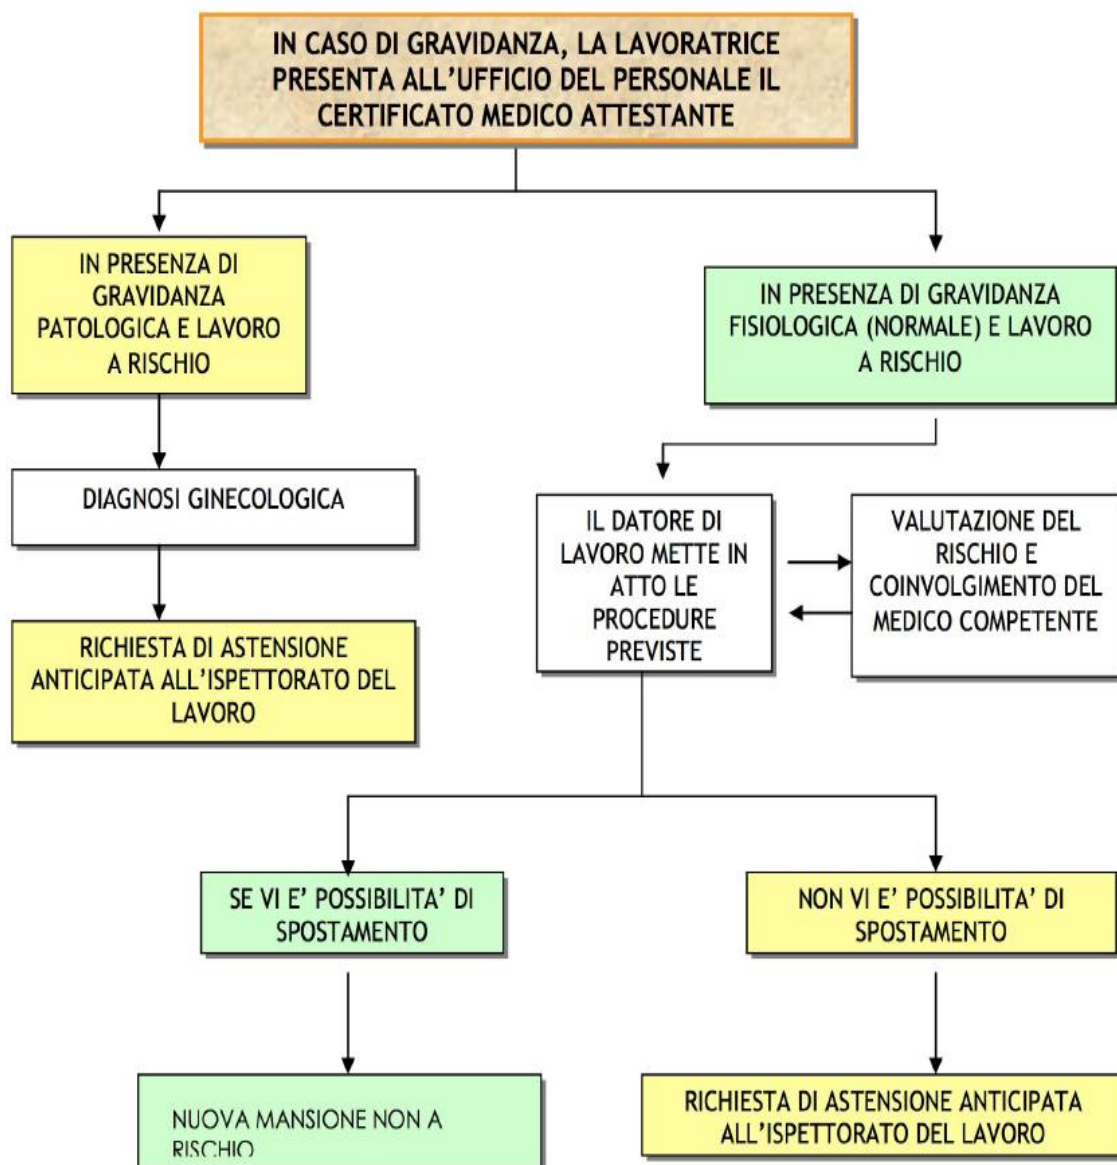 IN CASO DI GRAVIDANZA, LA LAVORATRICE
PRESENTA ALL'UFFICIO DEL PERSONALE IL
CERTIFICATO MEDICO ATTESTANTE
IN PRESENZA DI
GRAVIDANZA
PATOLOGICA E LAVORO
A RISCHIO
IN PRESENZA DI GRAVIDANZA
FISIOLOGICA (NORMALE) E LAVORO
A RISCHIO
DIAGNOSI GINECOLOGICA
IL DATORE DI
LAVORO METTE IN
ATTO LE
PROCEDURE
PREVISTE
VALUTAZIONE DEL
RISCHIO E
COINVOLGIMENTO DEL
MEDICO COMPETENTE
RICHIESTA DI ASTENSIONE
ANTICIPATA ALL'ISPETTORATO DEL
LAVORO
SE VI E' POSSIBILITA' DI
SPOSTAMENTO
NON VI E' POSSIBILITA' DI
SPOSTAMENTO
NUOVA MANSIONE NON A
RISCHIO
RICHIESTA DI ASTENSIONE ANTICIPATA
ALL'ISPETTORATO DEL LAVORO